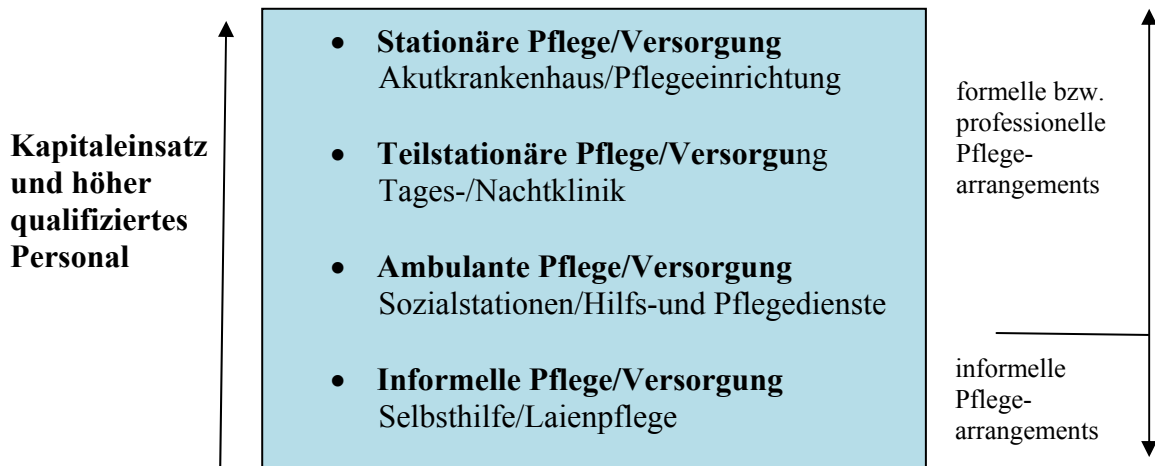 Kapitaleinsatz
und höher
qualifiziertes
Personal
• Stationäre Pflege/Versorgung
Akutkrankenhaus/Pflegeeinrichtung
• Teilstationäre Pflege/Versorgung
Tages-/Nachtklinik
• Ambulante Pflege/Versorgung
Sozialstationen/Hilfs-und Pflegedienste
• Informelle Pflege/Versorgung
Selbsthilfe/Laienpflege
formelle bzw.
professionelle
Pflege-
arrangements
informelle
Pflege-
arrangements